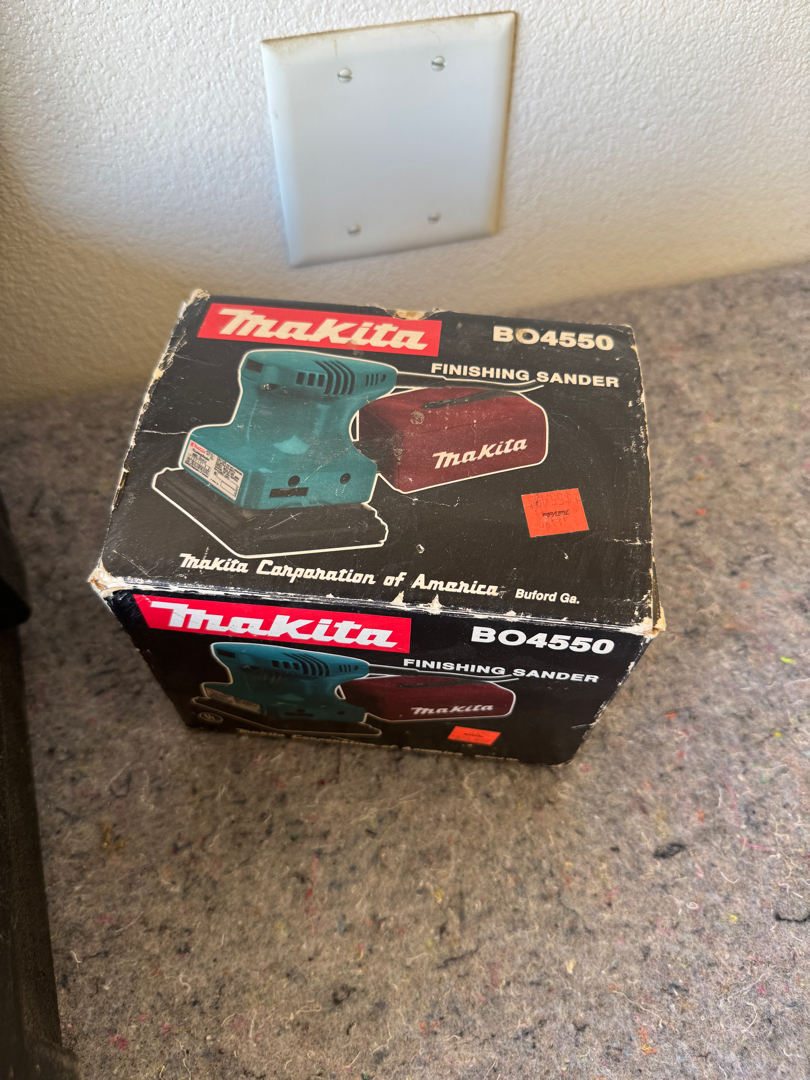 Makita
BO4550
FINISHING SANDER
Makita
Makita Corporation of America Buford Ga.
Makita
BO4550
FINISHING SANDER
Makita